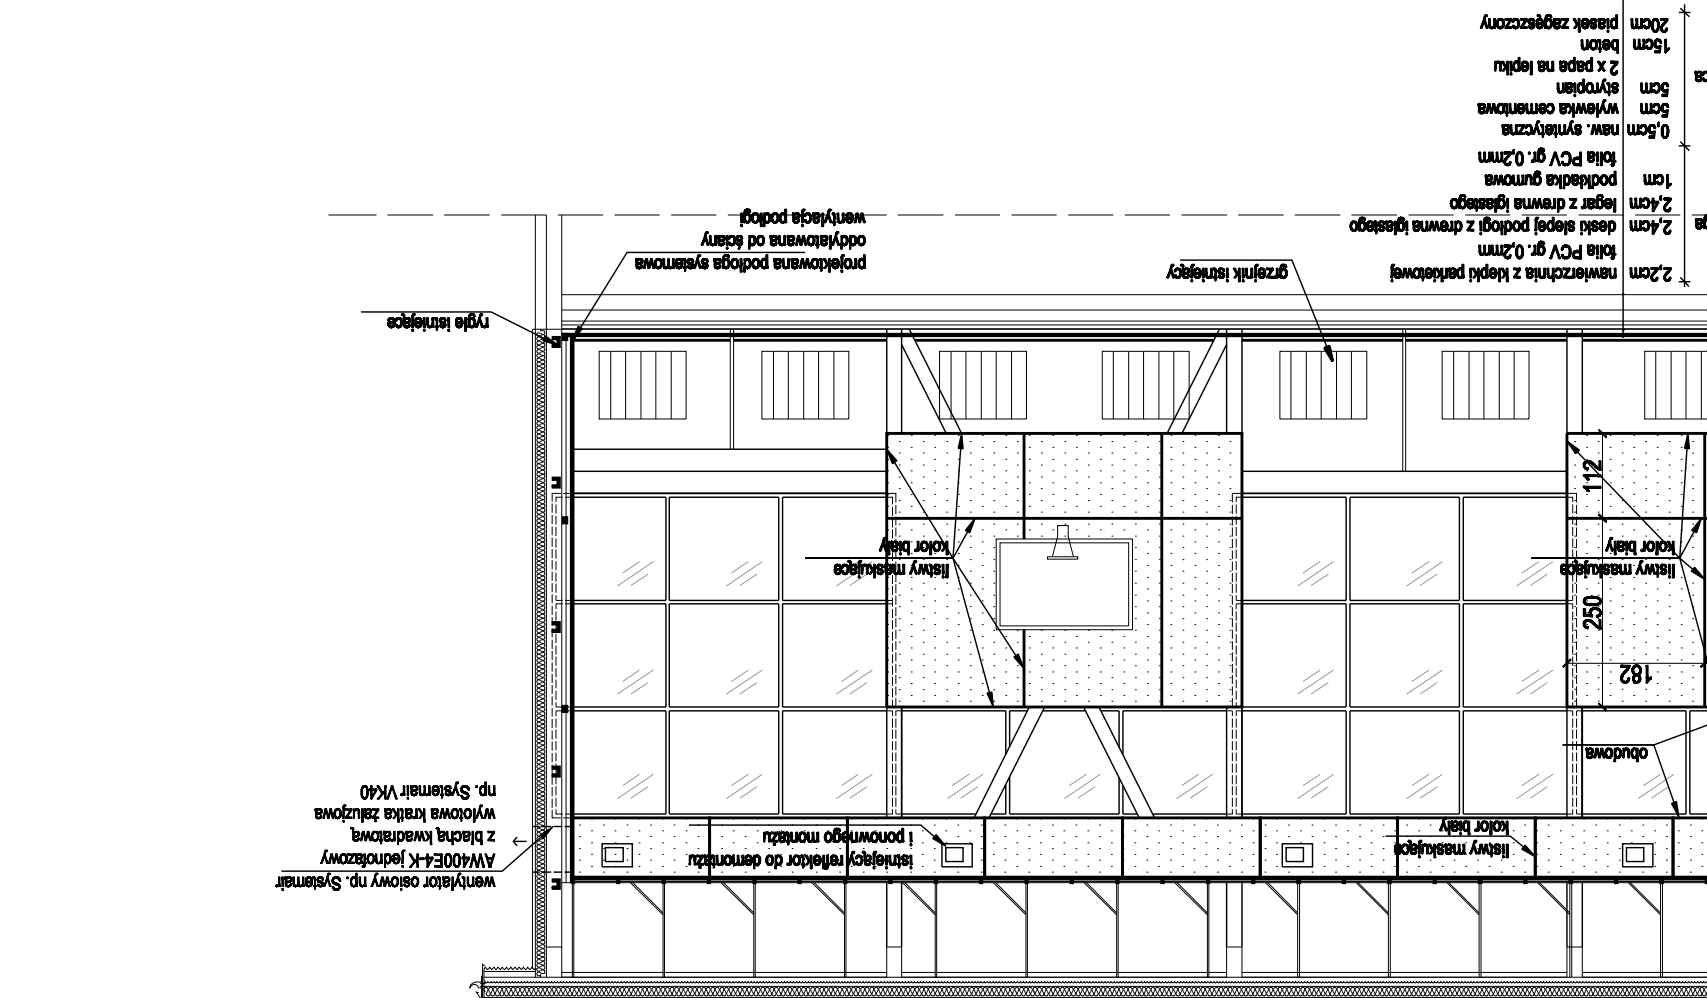 listwy maskujące
kolor biały
istniejący reflektor do demontażu
i ponownego montażu
wentylator osiowy np. Systemair
AW400E4-K jednofazowy
z blachą kwadratową
wylotowa kratka żaluzjowa
np. Systemair VK40
obudowa
182
250
112
listwy maskujące
kolor biały
listwy maskujące
kolor biały
rygle istniejące
grzejnik istniejący
projektowana podłoga systemowa
oddylatowana od ściany
wentylacja podłogi
2,2cm nawierzchnia z klepki parkietowej
folia PCV gr. 0,2mm
2,4cm deski ślepej podłogi z drewna iglastego
2,4cm legar z drewna iglastego
1cm podkładka gumowa
folia PCV gr. 0,2mm
0,5cm naw. syntetyczna
5cm wylewka cementowa
5cm styropian
2 x papa na lepiku
15cm beton
20cm piasek zagęszczony